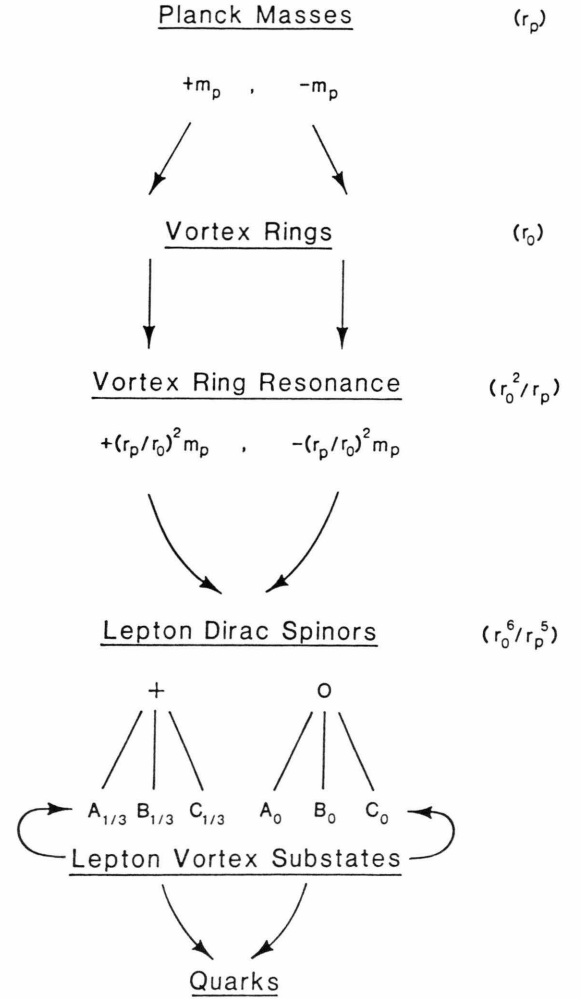 Planck Masses (rₚ)
+mₚ , -mₚ
Vortex Rings (r₀)
Vortex Ring Resonance (r₀²/rₚ)
+(rₚ/r₀)²mₚ , -(rₚ/r₀)²mₚ
Lepton Dirac Spinors (r₀⁶/rₚ⁵)
+ O
A₁/₃ B₁/₃ C₁/₃ A₀ B₀ C₀
Lepton Vortex Substates
Quarks